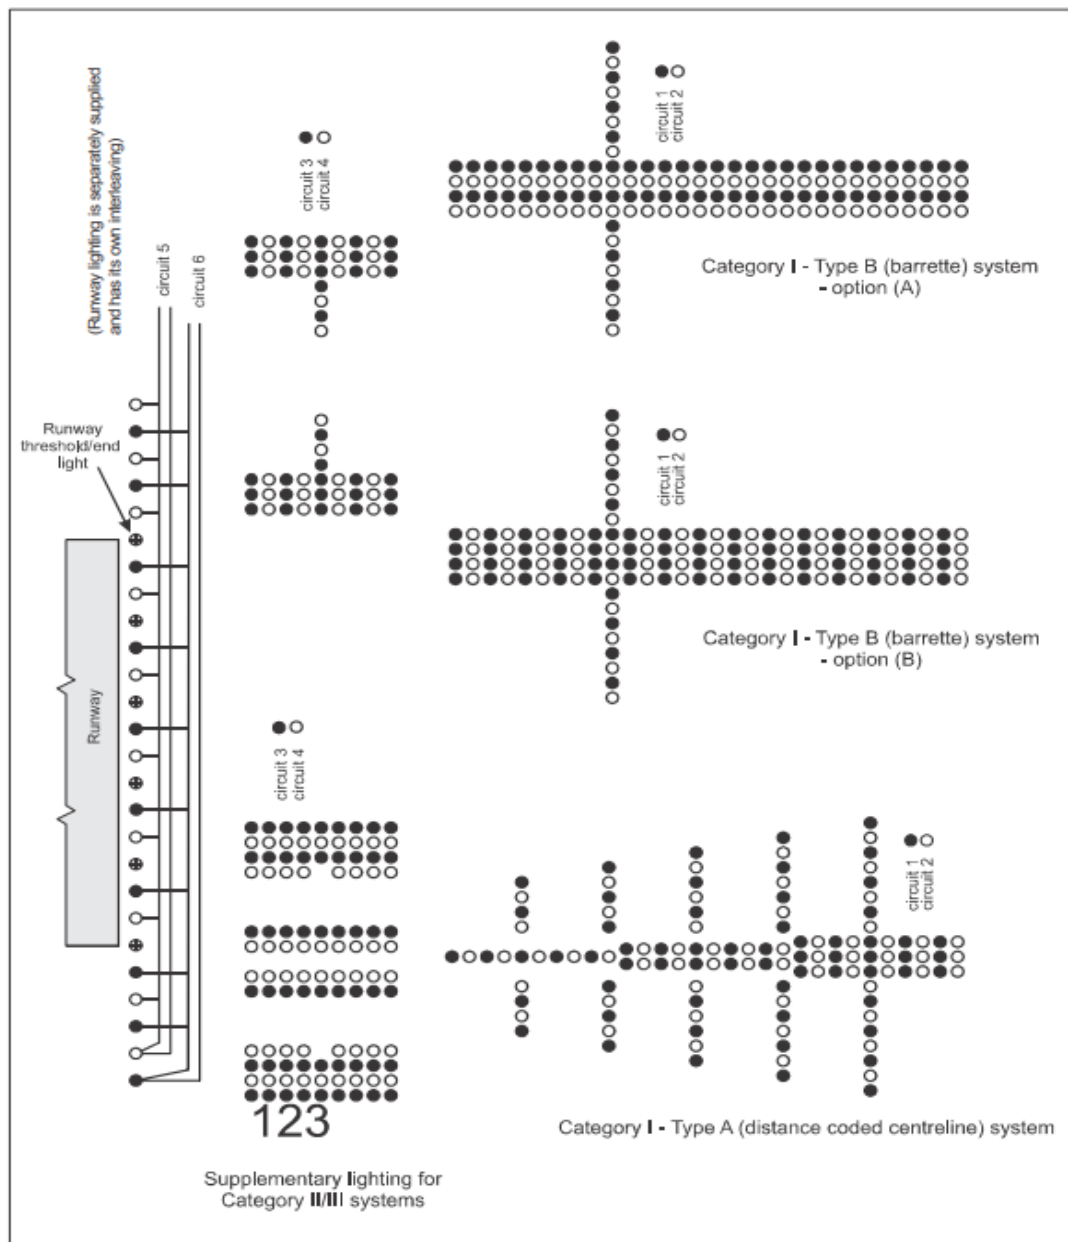 (Runway lighting is separately supplied
and has its own interleaving)
circuit 5
circuit 6
circuit 3
circuit 4
circuit 1
circuit 2
Category I - Type B (barrette) system
- option (A)
Runway
threshold/end
light
circuit 1
circuit 2
Category I - Type B (barrette) system
- option (B)
Runway
circuit 3
circuit 4
circuit 1
circuit 2
123
Category I - Type A (distance coded centreline) system
Supplementary lighting for
Category II/III systems